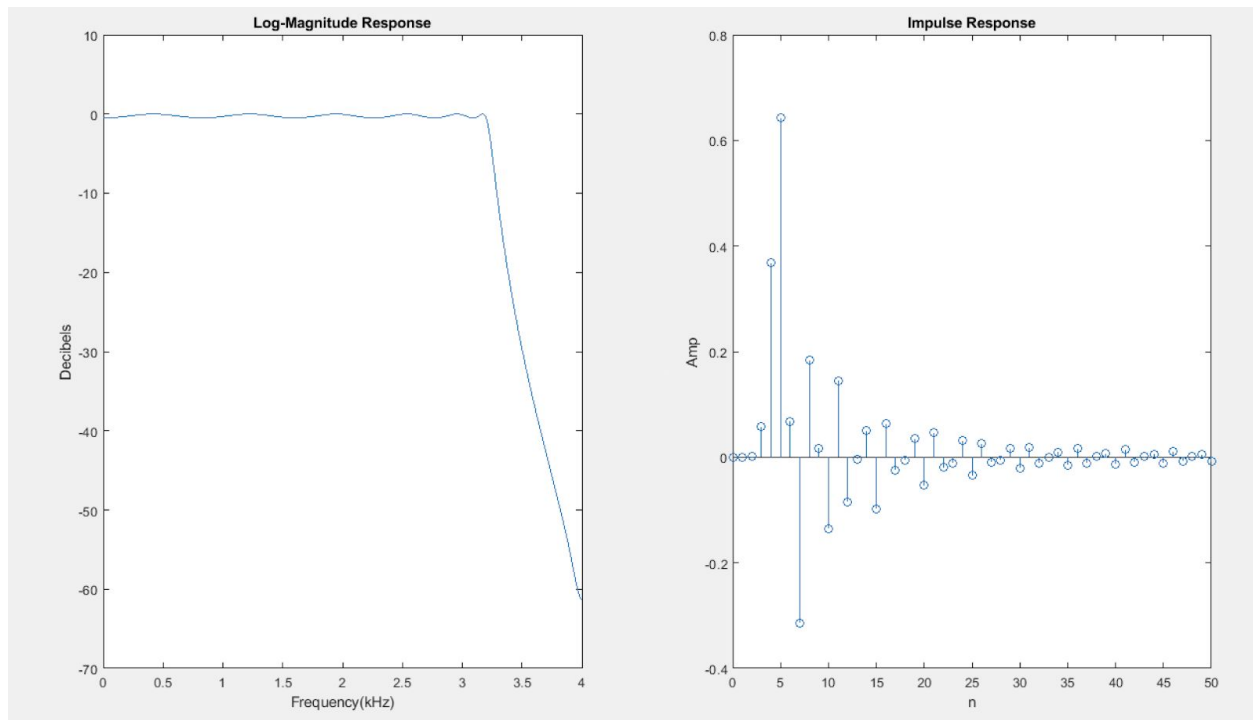 Log-Magnitude Response
10
0
-10
-20
-30
-40
-50
-60
-70
Decibels
0 0.5 1 1.5 2 2.5 3 3.5 4
Frequency(kHz)
Impulse Response
0.8
0.6
0.4
0.2
0
-0.2
-0.4
Amp
0 5 10 15 20 25 30 35 40 45 50
n